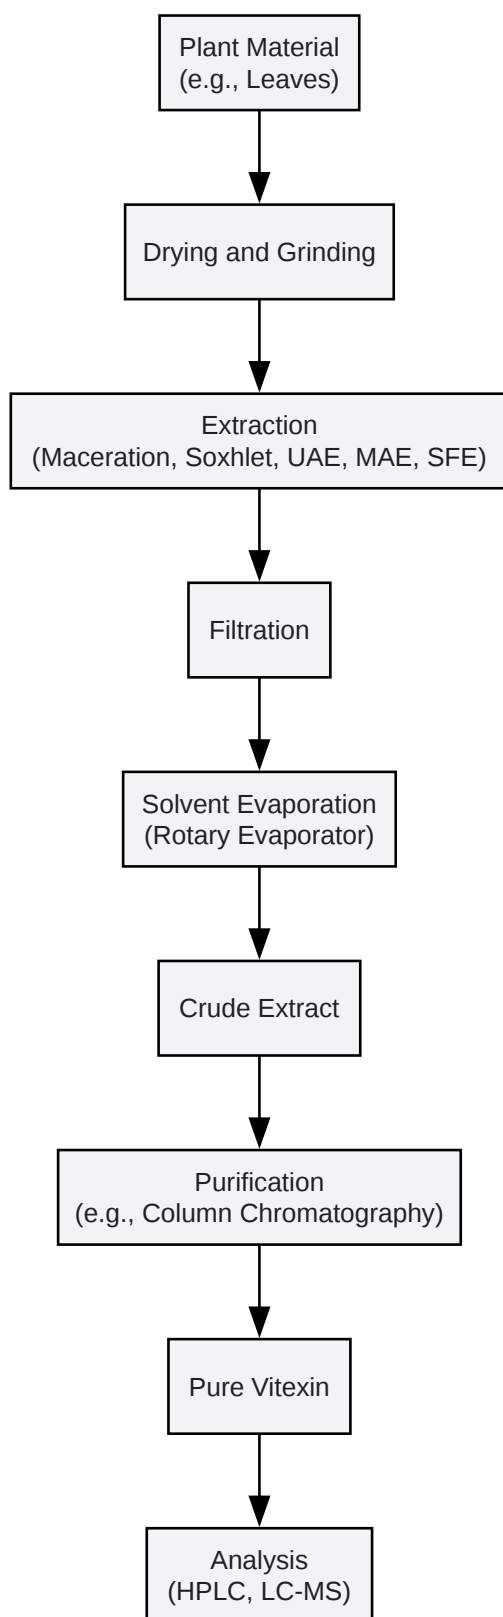 Plant Material
(e.g., Leaves)
Drying and Grinding
Extraction
(Maceration, Soxhlet, UAE, MAE, SFE)
Filtration
Solvent Evaporation
(Rotary Evaporator)
Crude Extract
Purification
(e.g., Column Chromatography)
Pure Vitexin
Analysis
(HPLC, LC-MS)